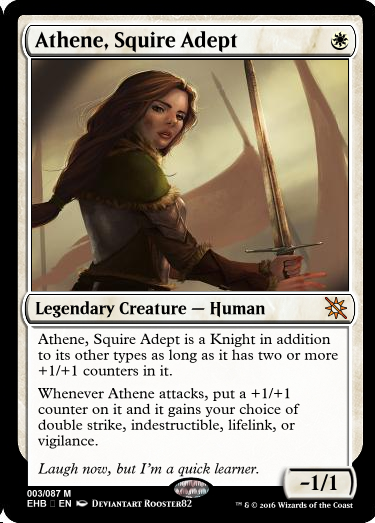 Athene, Squire Adept
Legendary Creature — Human
Athene, Squire Adept is a Knight in addition
to its other types as long as it has two or more
+1/+1 counters in it.
Whenever Athene attacks, put a +1/+1
counter on it and it gains your choice of
double strike, indestructible, lifelink, or
vigilance.
Laugh now, but I'm a quick learner.
-1/1
003/087 M
EHB EN DEVIANTART ROOSTER82
™ & © 2016 Wizards of the Coast